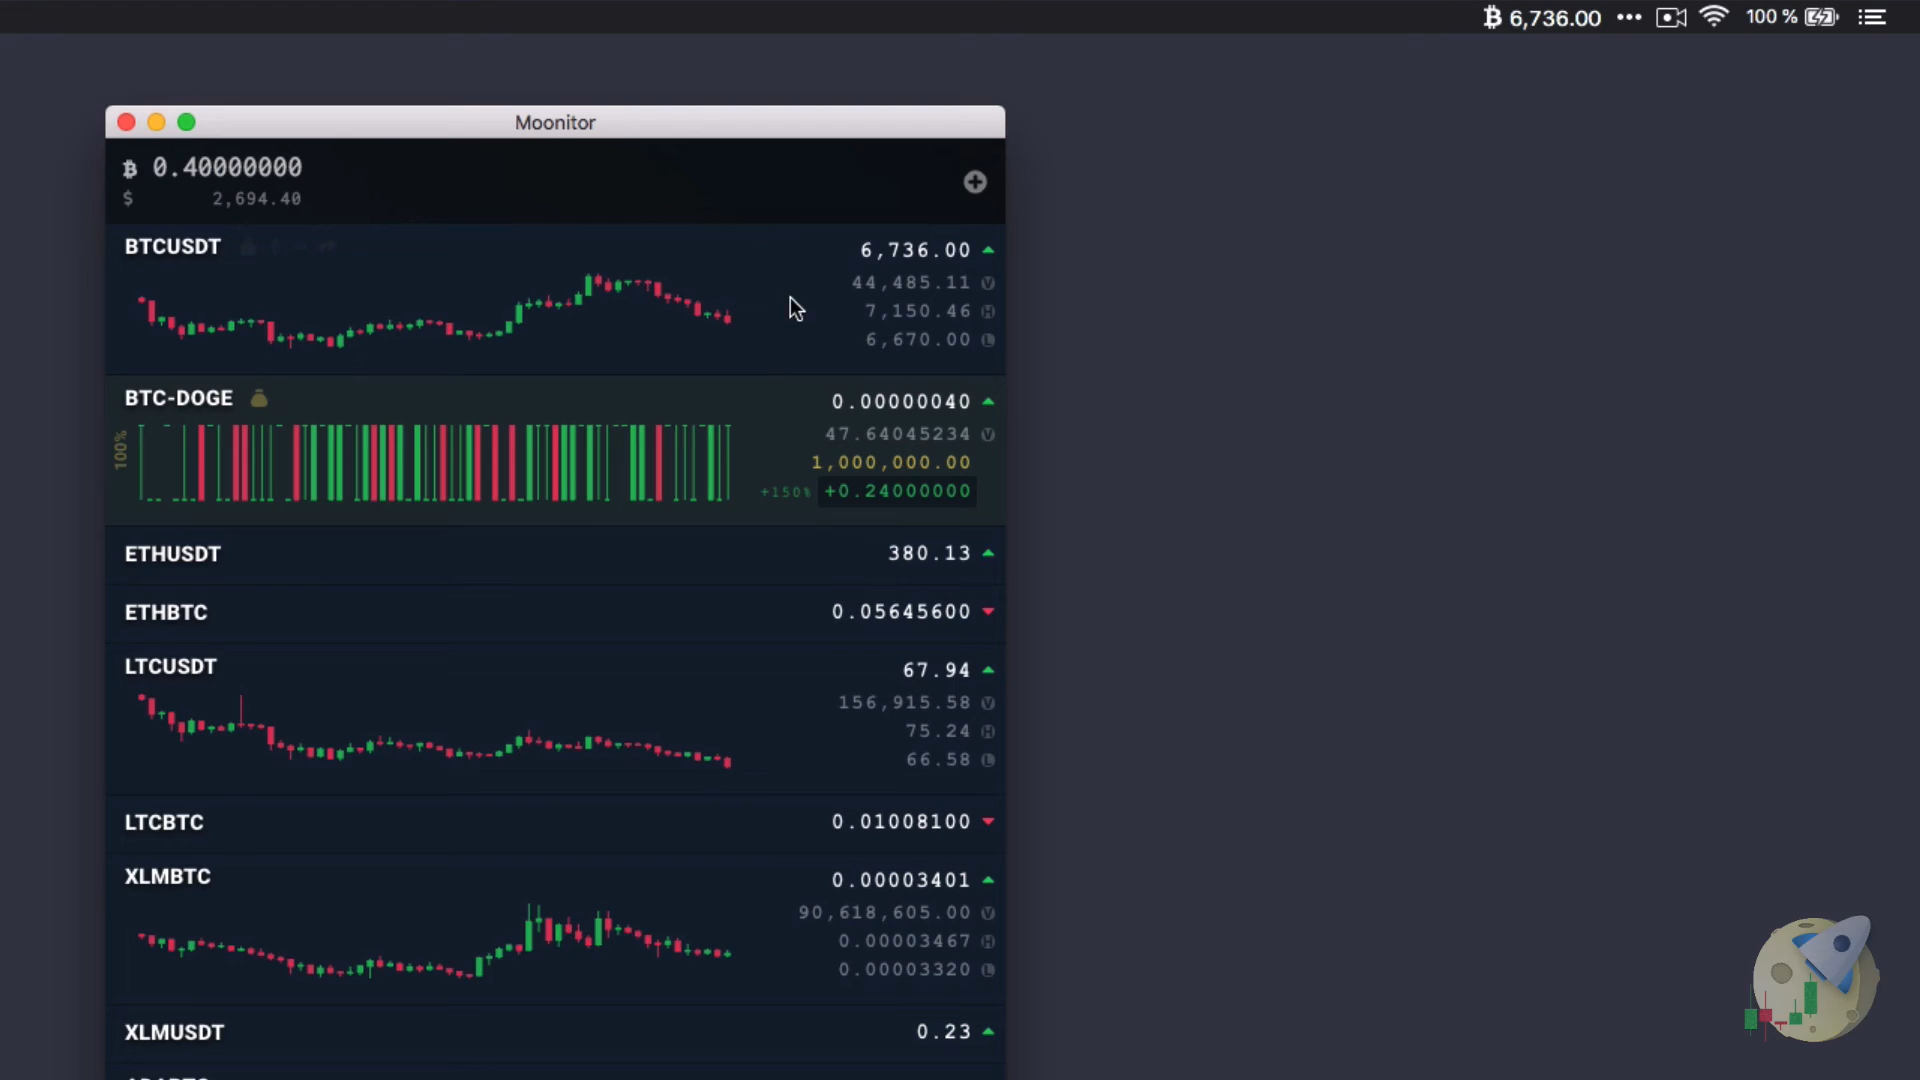 ₿ 6,736.00 ••• 100 %
Moonitor
₿ 0.40000000
$ 2,694.40
BTCUSDT 6,736.00
44,485.11 V
7,150.46 H
6,670.00 L
BTC-DOGE 0.00000040
47.64045234 V
100%
1,000,000.00
+150% +0.24000000
ETHUSDT 380.13
ETHBTC 0.05645600
LTCUSDT 67.94
156,915.58 V
75.24 H
66.58 L
LTCBTC 0.01008100
XLMBTC 0.00003401
90,618,605.00 V
0.00003467 H
0.00003320 L
XLMUSDT 0.23